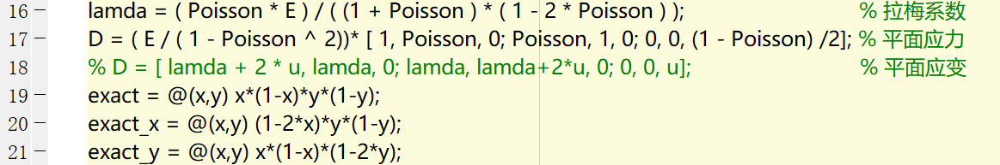 16 lamda = ( Poisson * E ) / ( (1 + Poisson ) * ( 1 - 2 * Poisson ) ); % 拉梅系数
17 D = ( E / ( 1 - Poisson ^ 2))* [ 1, Poisson, 0; Poisson, 1, 0; 0, 0, (1 - Poisson) /2]; % 平面应力
18 % D = [ lamda + 2 * u, lamda, 0; lamda, lamda+2*u, 0; 0, 0, u]; % 平面应变
19 exact = @(x,y) x*(1-x)*y*(1-y);
20 exact_x = @(x,y) (1-2*x)*y*(1-y);
21 exact_y = @(x,y) x*(1-x)*(1-2*y);